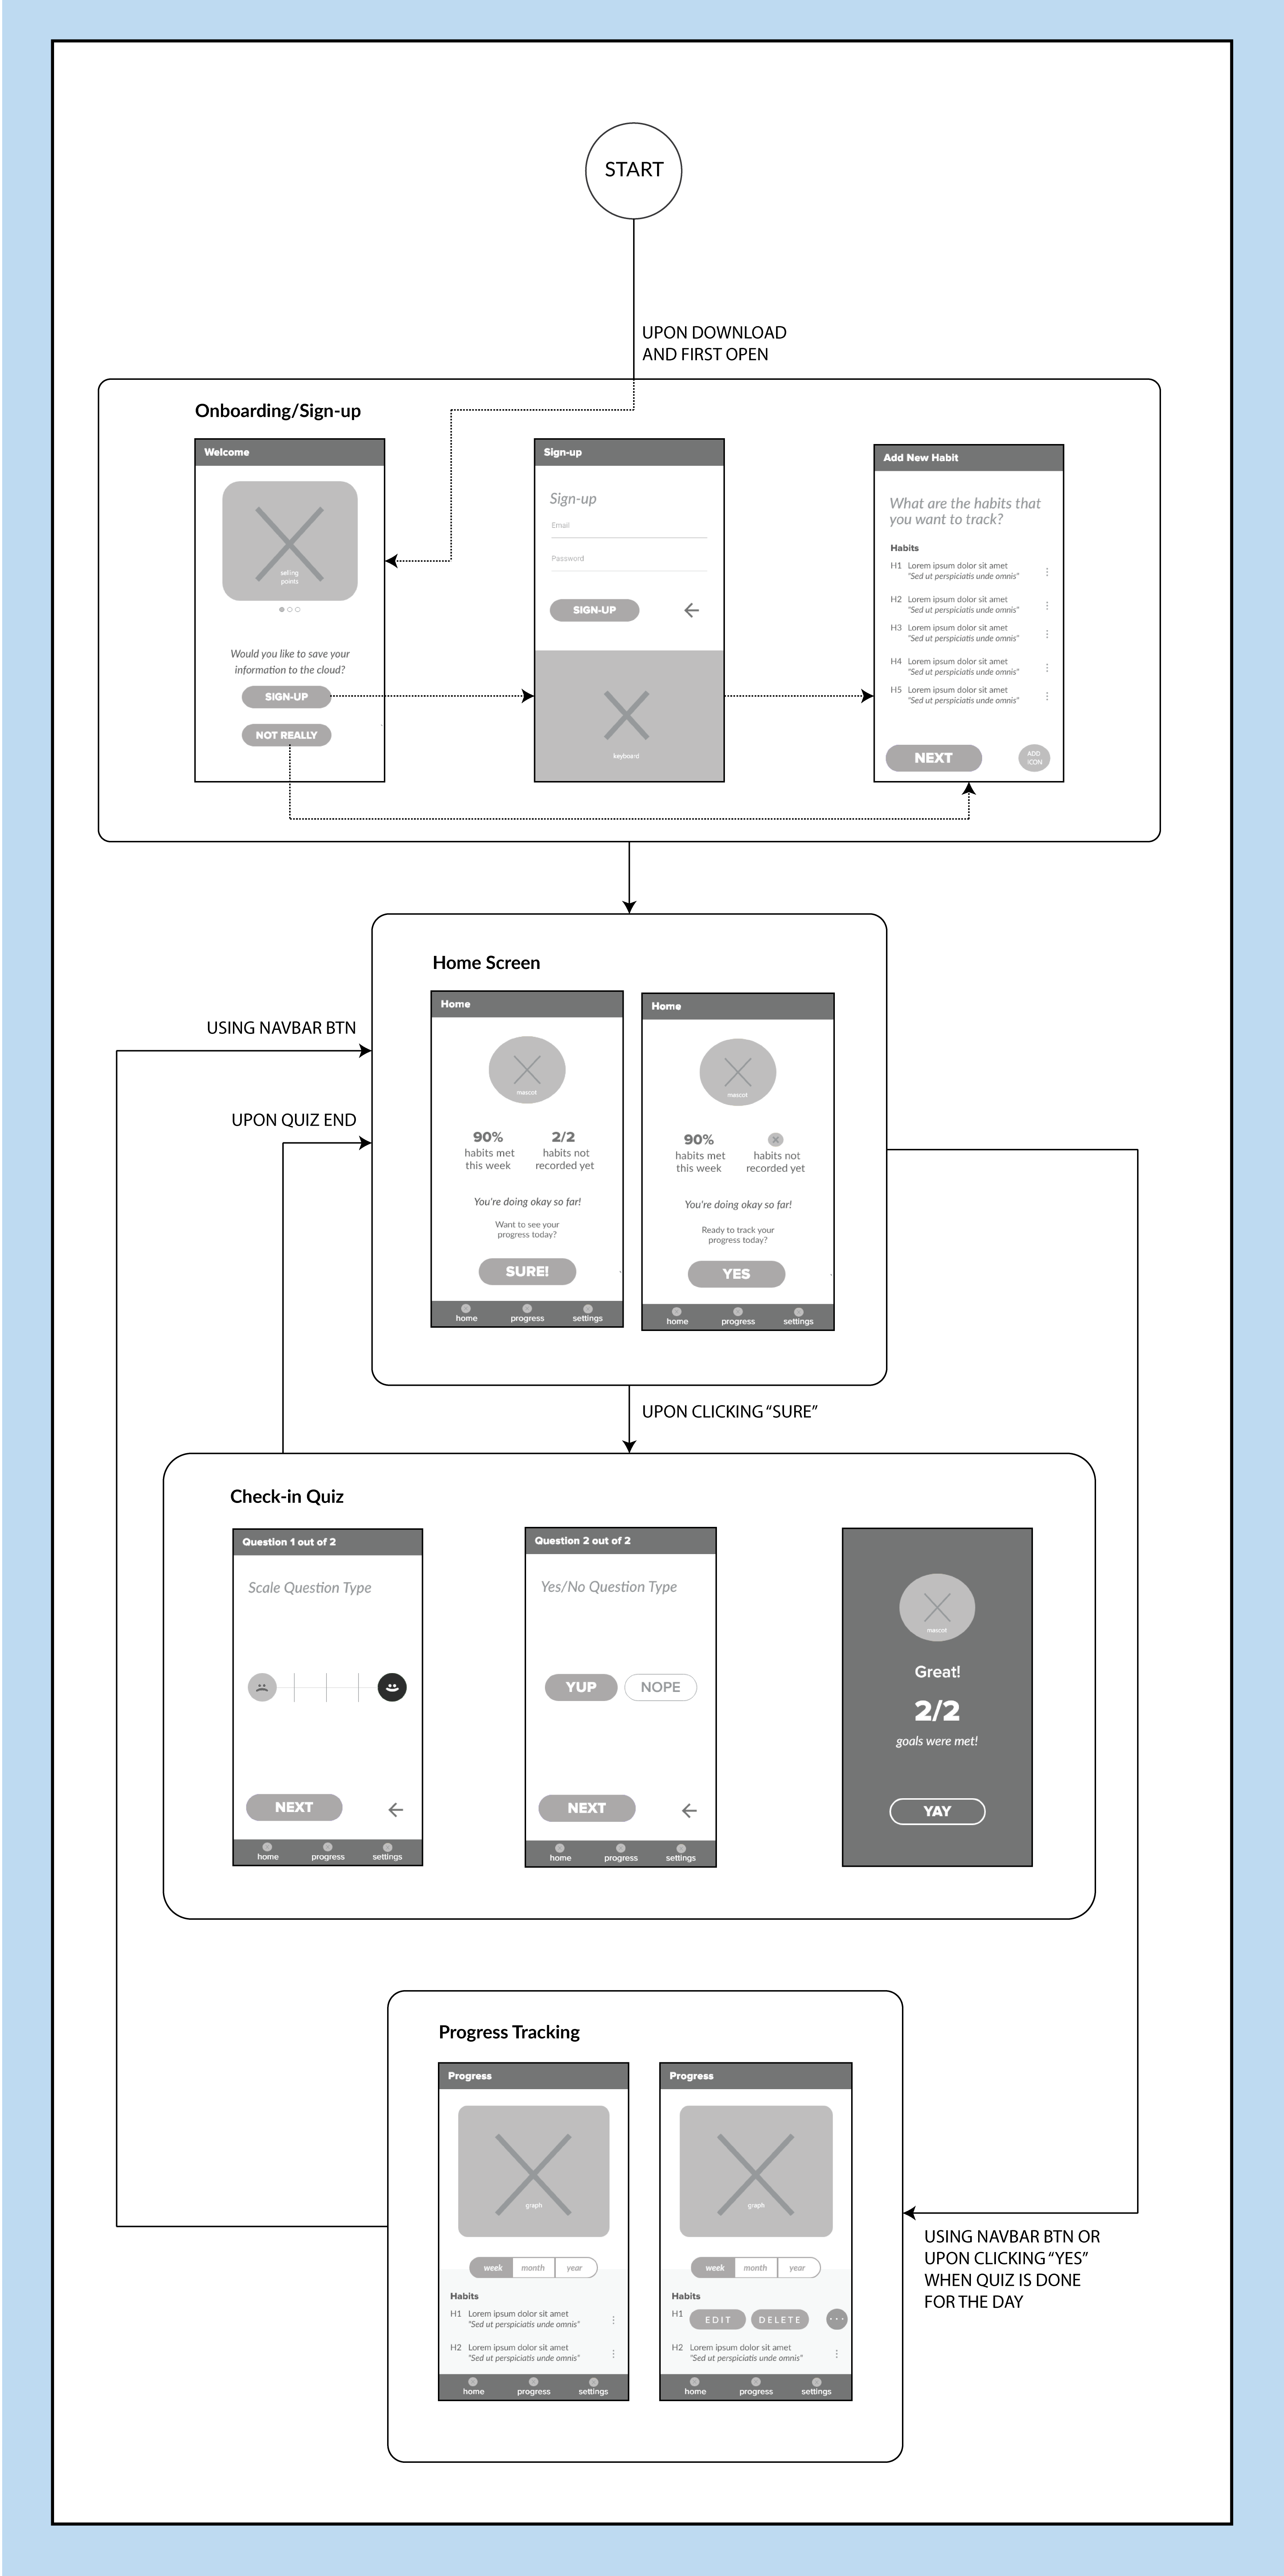 START
UPON DOWNLOAD
AND FIRST OPEN
Onboarding/Sign-up
Welcome
selling
points
Would you like to save your
information to the cloud?
SIGN-UP
NOT REALLY
Sign-up
Sign-up
Email
Password
SIGN-UP
keyboard
Add New Habit
What are the habits that
you want to track?
Habits
H1 Lorem ipsum dolor sit amet
"Sed ut perspiciatis unde omnis"
H2 Lorem ipsum dolor sit amet
"Sed ut perspiciatis unde omnis"
H3 Lorem ipsum dolor sit amet
"Sed ut perspiciatis unde omnis"
H4 Lorem ipsum dolor sit amet
"Sed ut perspiciatis unde omnis"
H5 Lorem ipsum dolor sit amet
"Sed ut perspiciatis unde omnis"
NEXT
ADD
ICON
Home Screen
USING NAVBAR BTN
UPON QUIZ END
Home
mascot
90%
habits met
this week
2/2
habits not
recorded yet
You're doing okay so far!
Want to see your
progress today?
SURE!
home progress settings
Home
mascot
90%
habits met
this week
habits not
recorded yet
You're doing okay so far!
Ready to track your
progress today?
YES
home progress settings
UPON CLICKING "SURE"
Check-in Quiz
Question 1 out of 2
Scale Question Type
NEXT
home progress settings
Question 2 out of 2
Yes/No Question Type
YUP NOPE
NEXT
home progress settings
mascot
Great!
2/2
goals were met!
YAY
Progress Tracking
Progress
graph
week month year
Habits
H1 Lorem ipsum dolor sit amet
"Sed ut perspiciatis unde omnis"
H2 Lorem ipsum dolor sit amet
"Sed ut perspiciatis unde omnis"
home progress settings
Progress
graph
week month year
Habits
H1 EDIT DELETE
H2 Lorem ipsum dolor sit amet
"Sed ut perspiciatis unde omnis"
home progress settings
USING NAVBAR BTN OR
UPON CLICKING "YES"
WHEN QUIZ IS DONE
FOR THE DAY